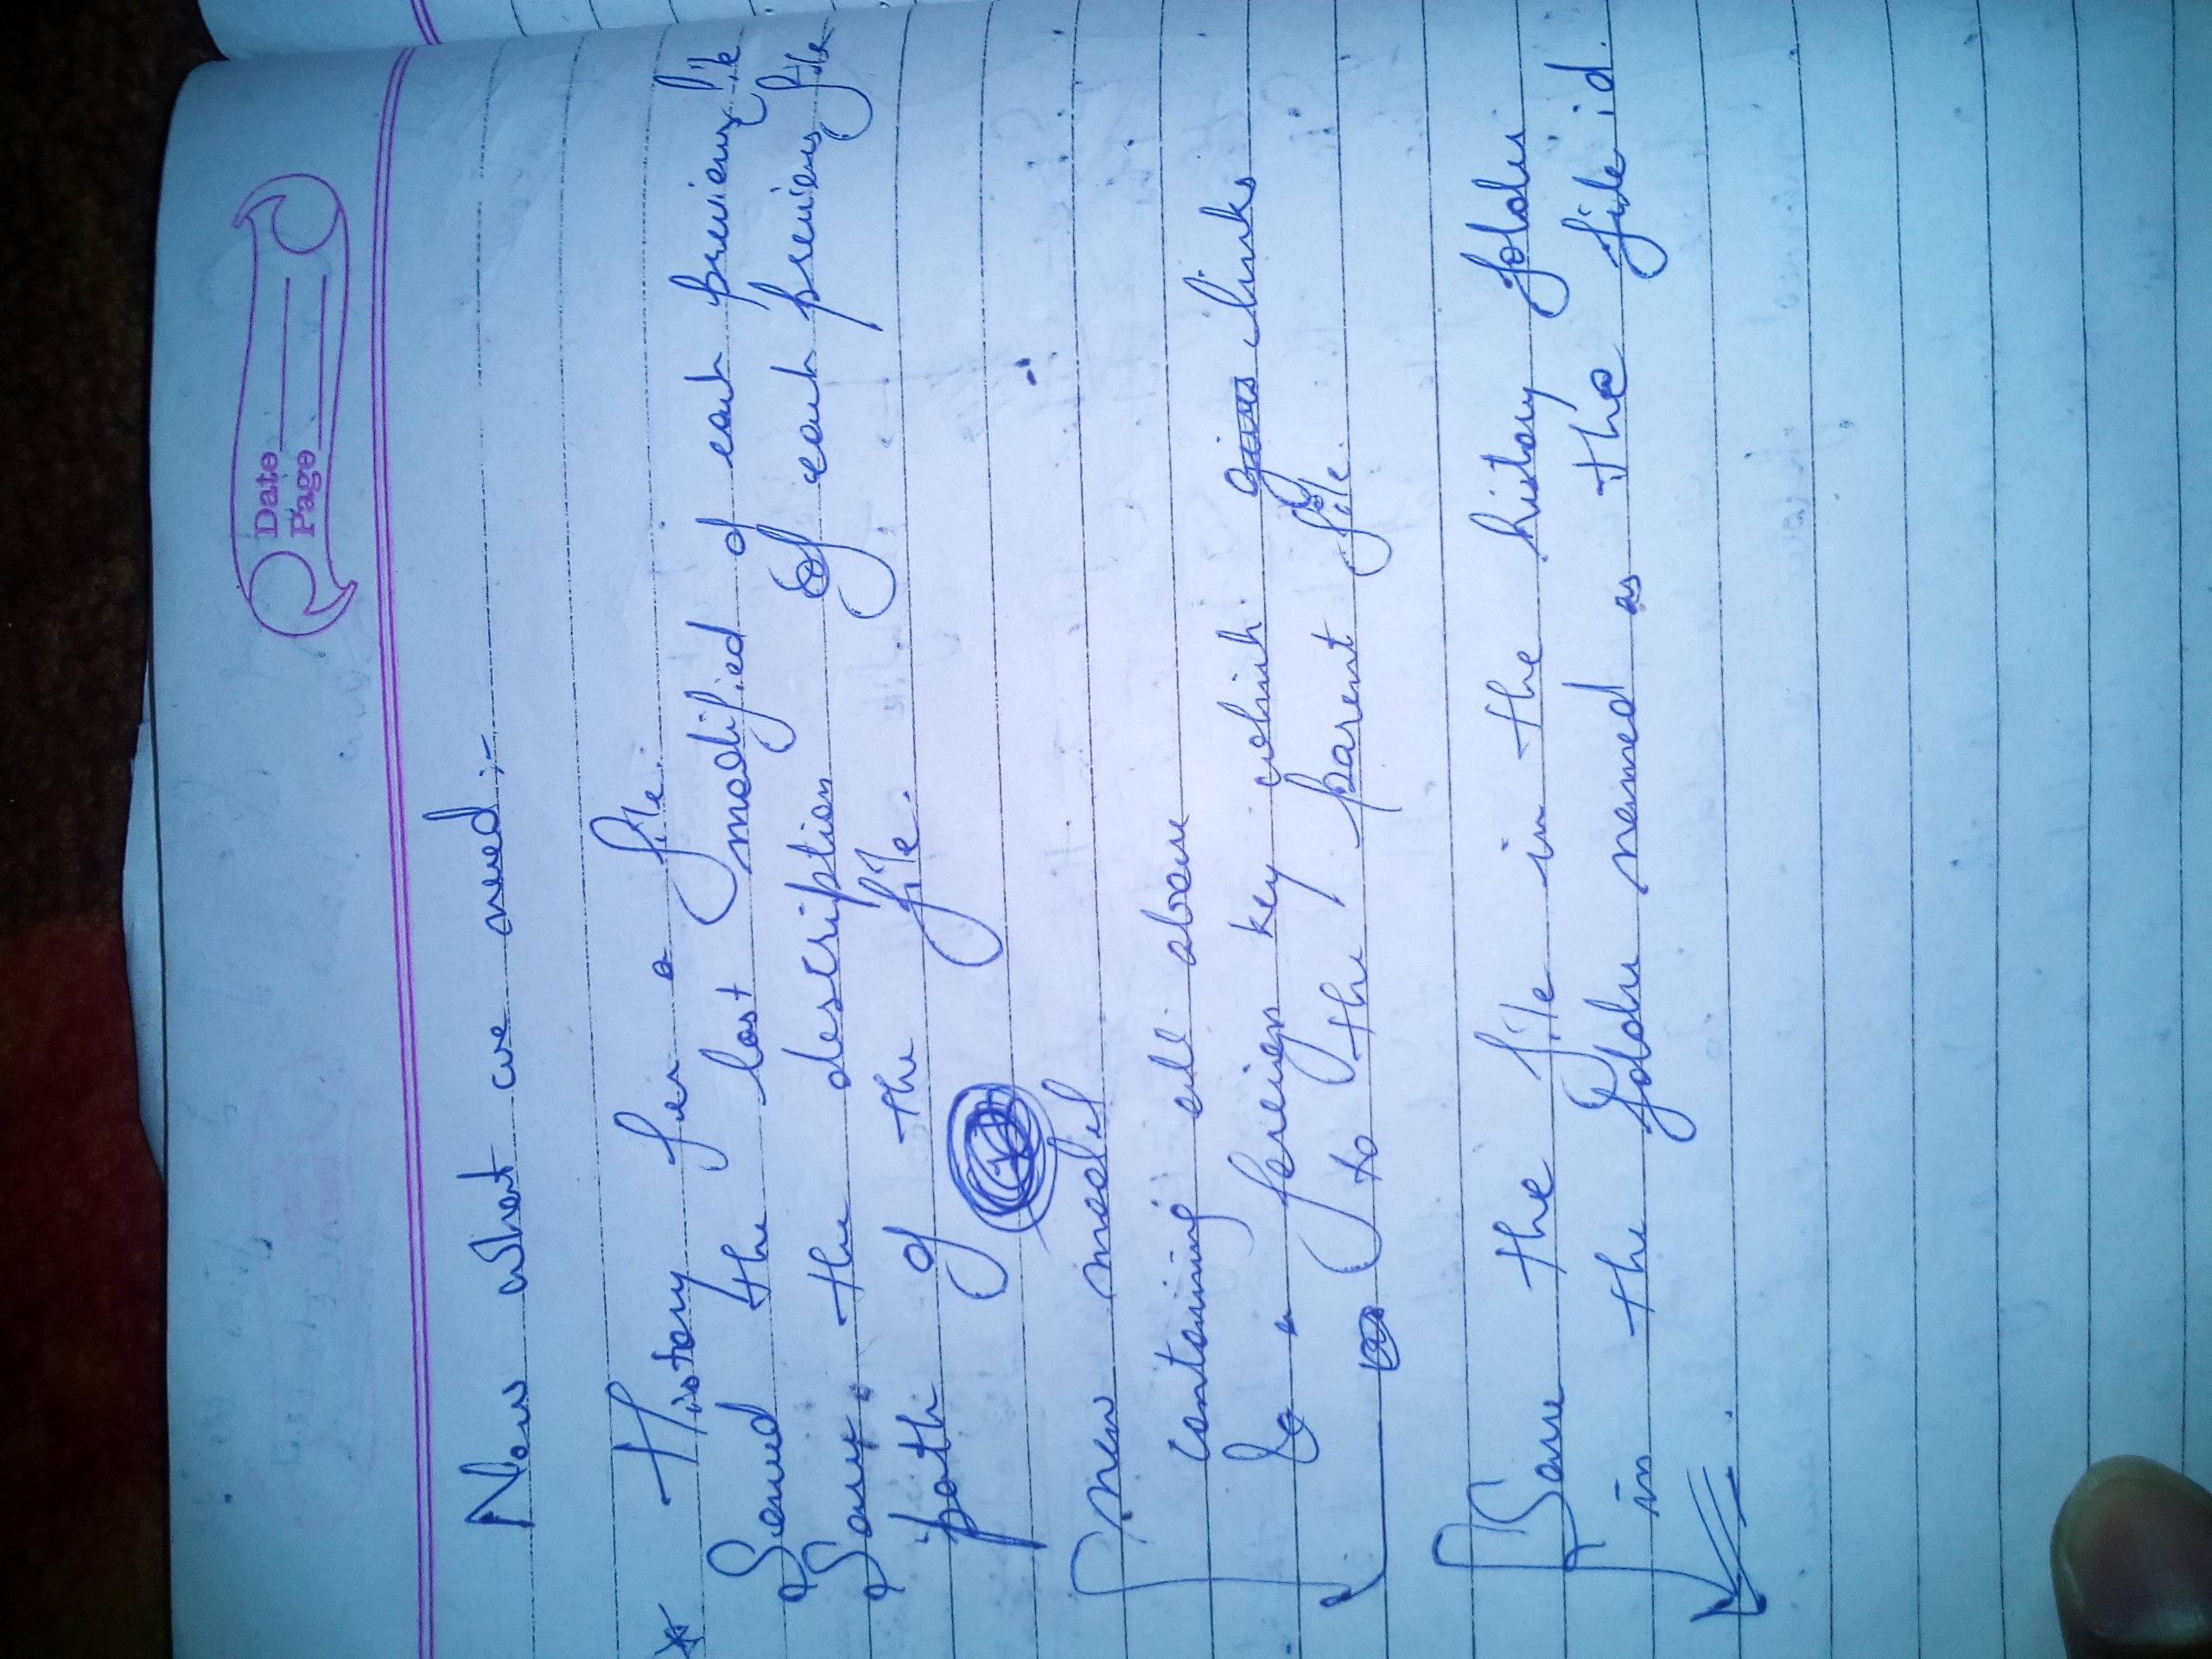 Date
Page
Now what we need :-
* History for a file.
Save the last modified of each previous file
Save the description of each previous file
path of the file.
new model
containing all above
& a foreign key which links
to the parent file.
Save the file in the history folder
in the folder named as the file id.